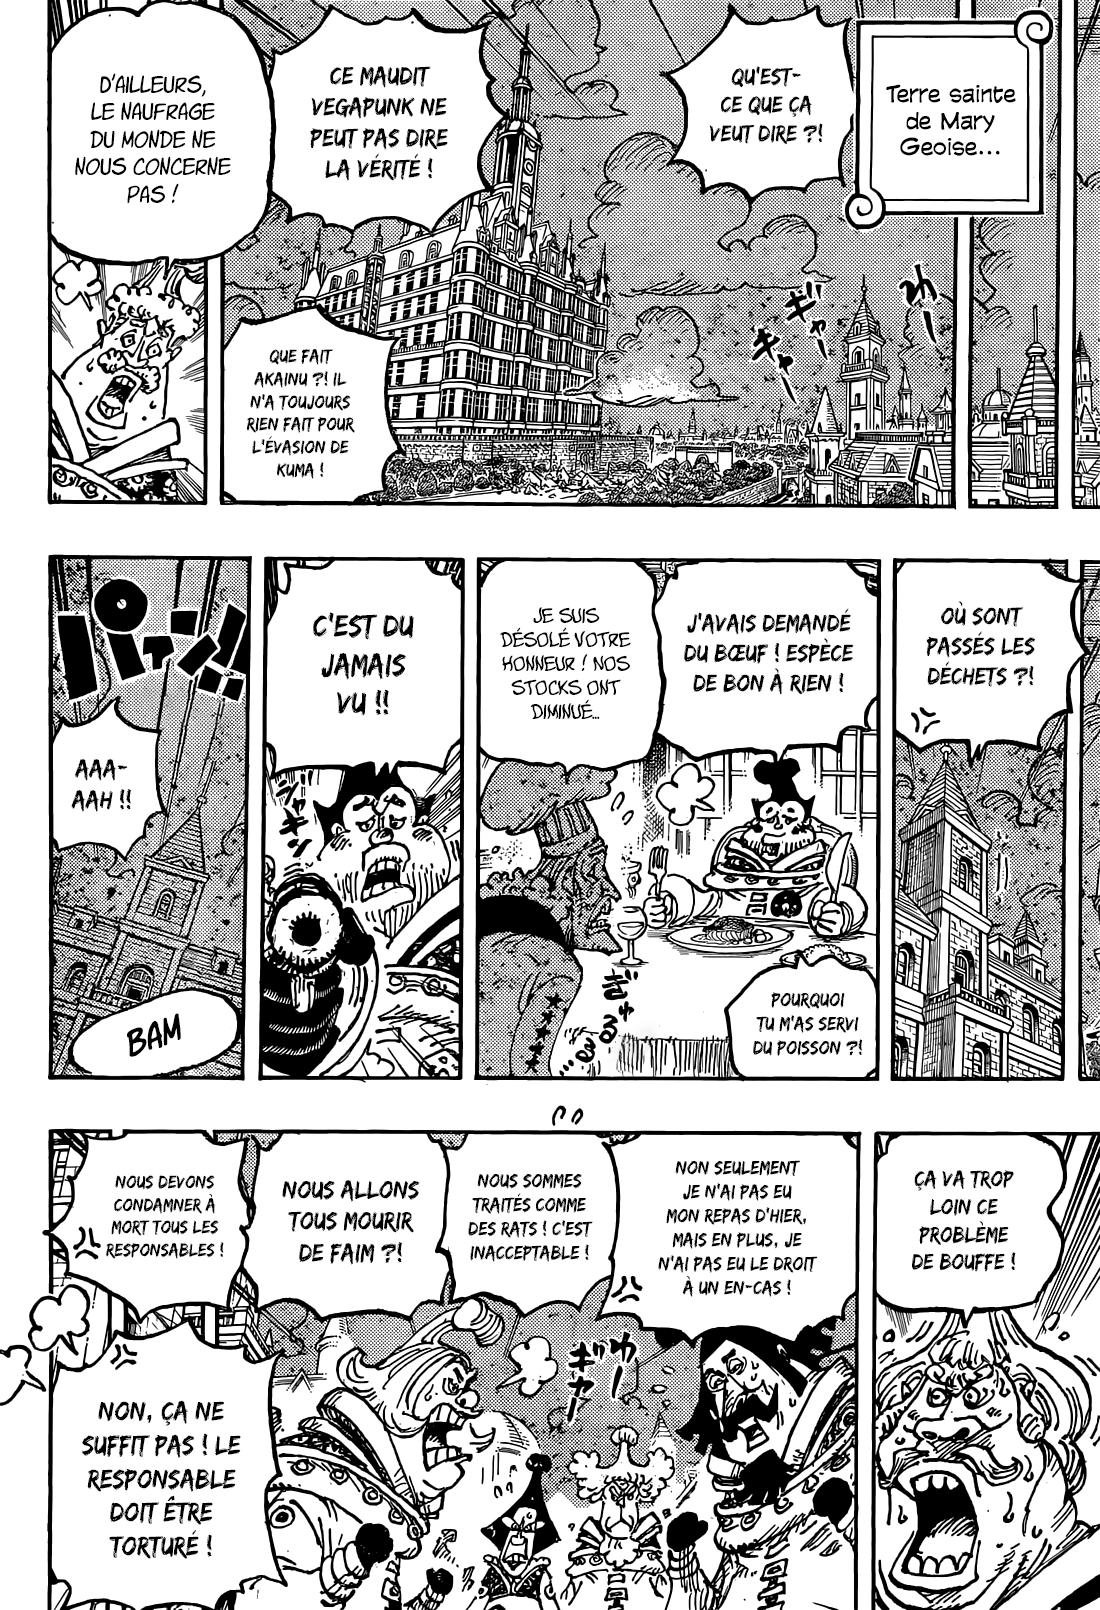 Terre sainte
de Mary
Geoise...
QU'EST-
CE QUE ÇA
VEUT DIRE ?!
CE MAUDIT
VEGAPUNK NE
PEUT PAS DIRE
LA VÉRITÉ !
D'AILLEURS,
LE NAUFRAGE
DU MONDE NE
NOUS CONCERNE
PAS !
QUE FAIT
AKAINU ?! IL
N'A TOUJOURS
RIEN FAIT POUR
L'ÉVASION DE
KUMA !
OÙ SONT
PASSÉS LES
DÉCHETS ?!
J'AVAIS DEMANDÉ
DU BŒUF ! ESPÈCE
DE BON À RIEN !
JE SUIS
DÉSOLÉ VOTRE
HONNEUR ! NOS
STOCKS ONT
DIMINUÉ...
POURQUOI
TU M'AS SERVI
DU POISSON ?!
C'EST DU
JAMAIS
VU !!
AAA-
AAH !!
BAM
ÇA VA TROP
LOIN CE
PROBLÈME
DE BOUFFE !
NON SEULEMENT
JE N'AI PAS EU
MON REPAS D'HIER,
MAIS EN PLUS, JE
N'AI PAS EU LE DROIT
À UN EN-CAS !
NOUS SOMMES
TRAITÉS COMME
DES RATS ! C'EST
INACCEPTABLE !
NOUS ALLONS
TOUS MOURIR
DE FAIM ?!
NOUS DEVONS
CONDAMNER À
MORT TOUS LES
RESPONSABLES !
NON, ÇA NE
SUFFIT PAS ! LE
RESPONSABLE
DOIT ÊTRE
TORTURÉ !